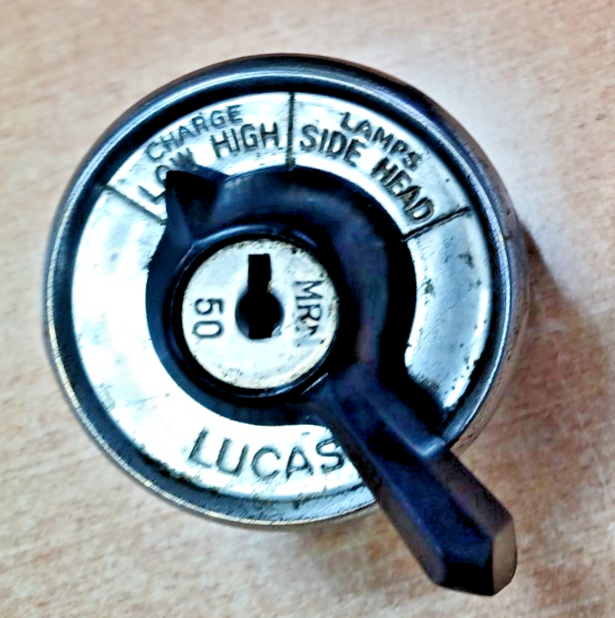 CHARGE
LOW HIGH
LAMPS
SIDE HEAD
MRN
50
LUCAS